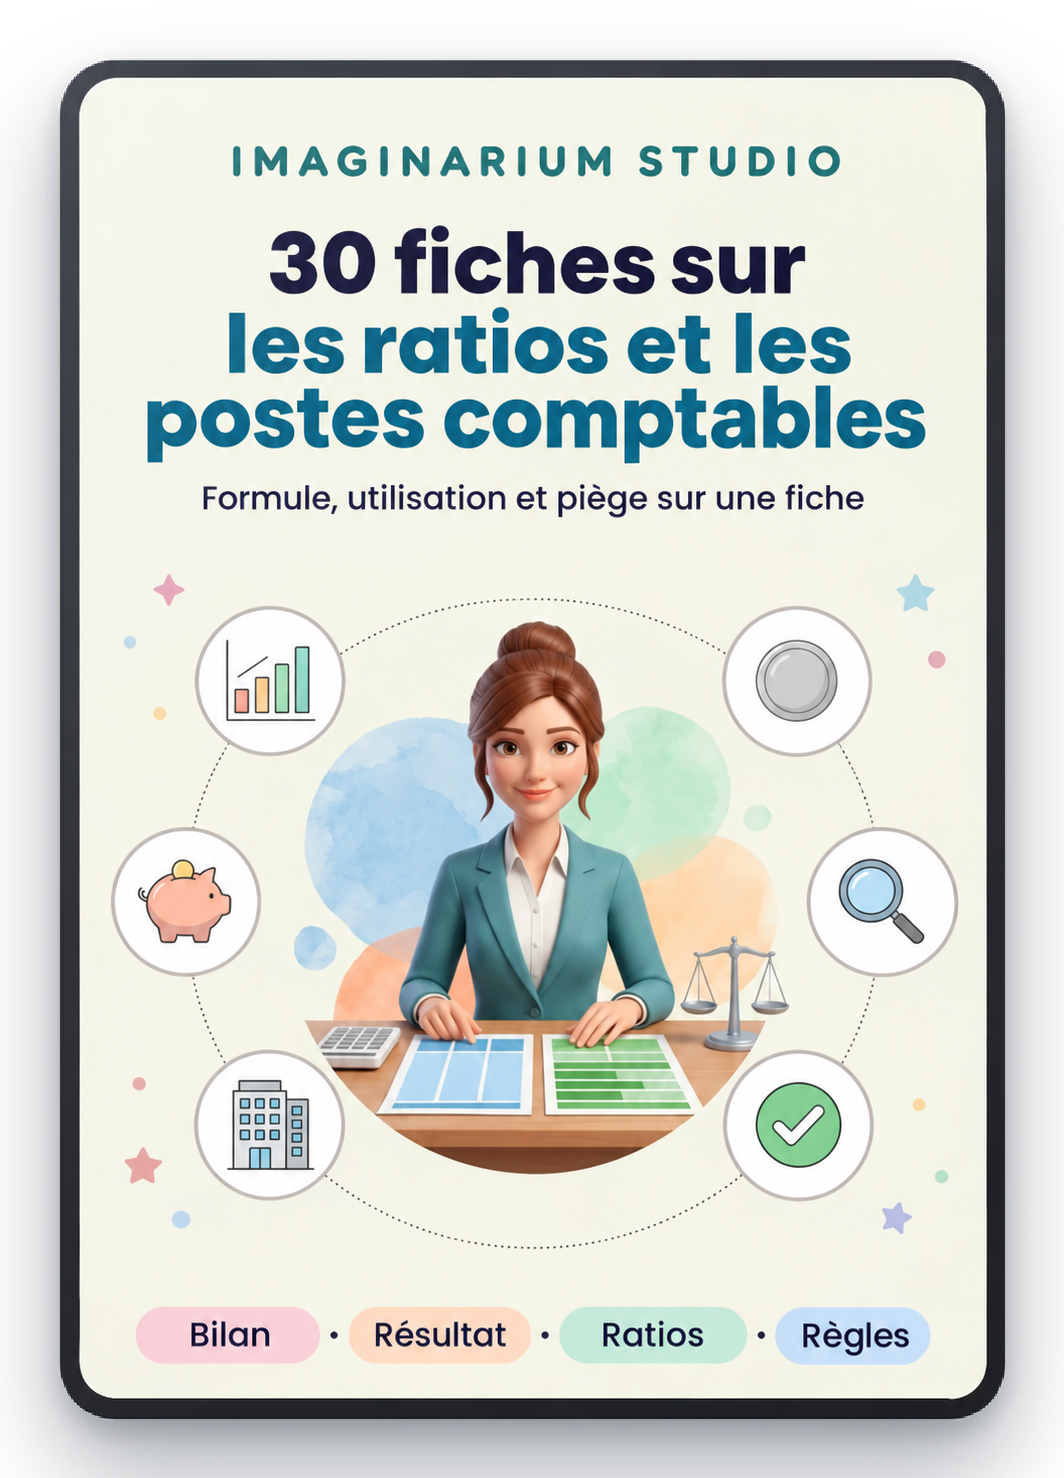 IMAGINARIUM STUDIO
30 fiches sur
les ratios et les
postes comptables
Formule, utilisation et piège sur une fiche
Bilan • Résultat • Ratios • Règles